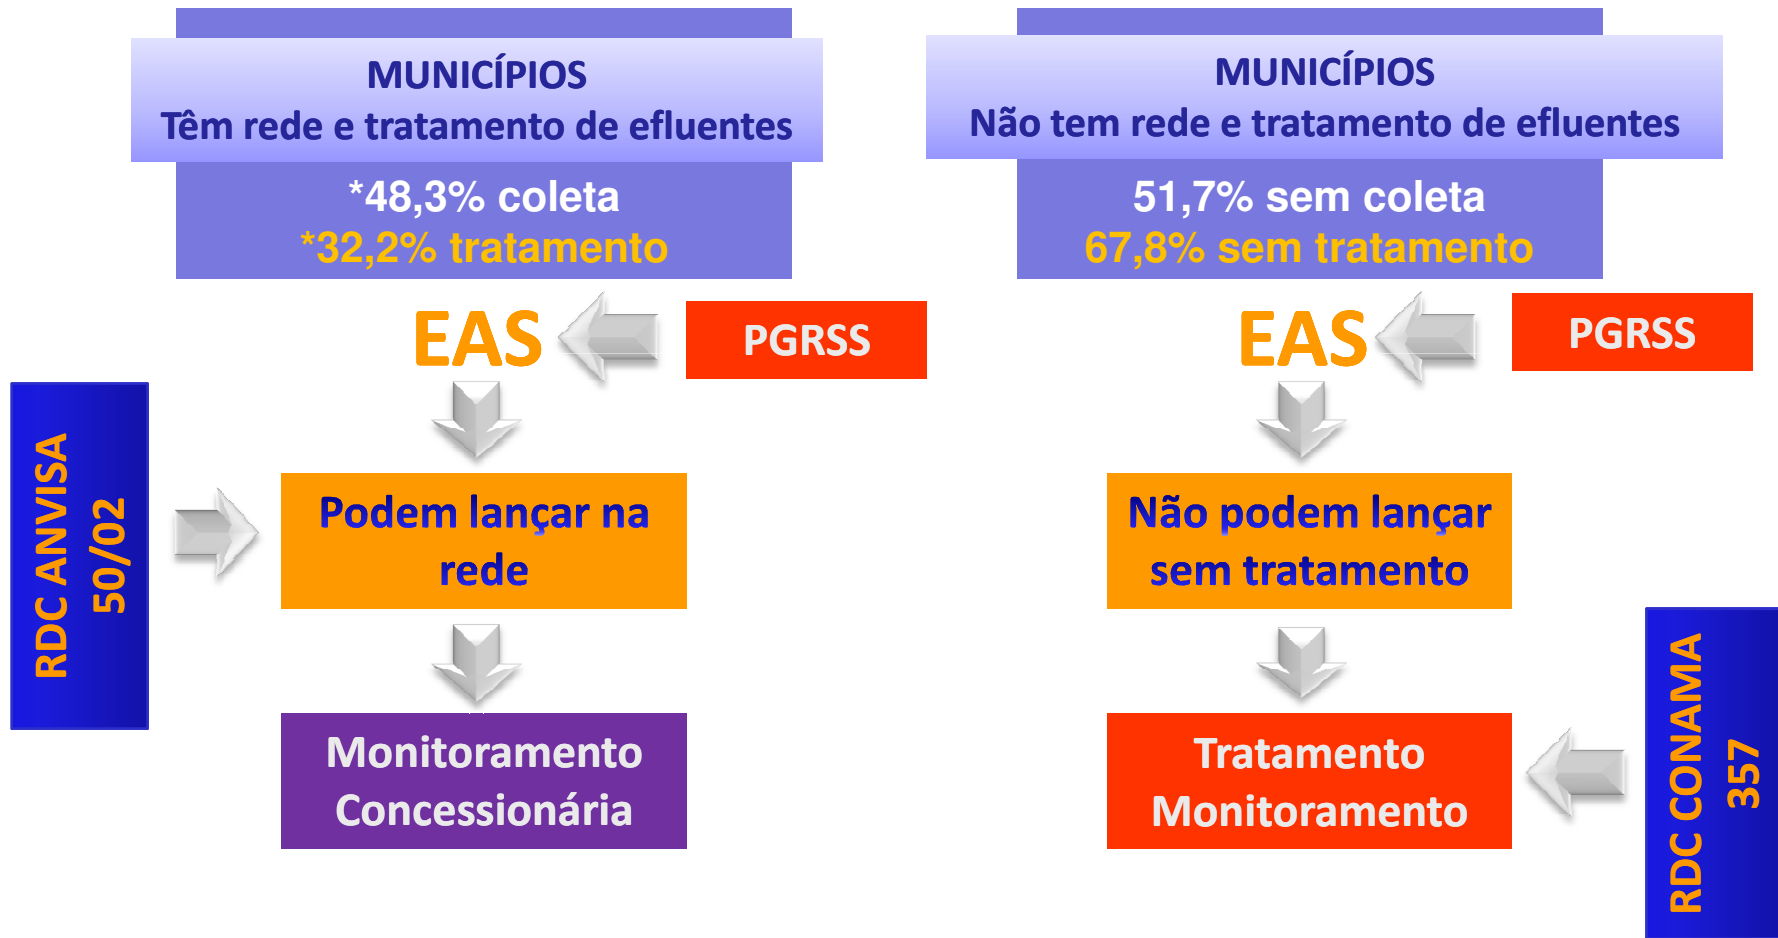 MUNICÍPIOS
Têm rede e tratamento de efluentes
*48,3% coleta
*32,2% tratamento
EAS
PGRSS
RDC ANVISA
50/02
Podem lançar na
rede
Monitoramento
Concessionária
MUNICÍPIOS
Não tem rede e tratamento de efluentes
51,7% sem coleta
67,8% sem tratamento
EAS
PGRSS
Não podem lançar
sem tratamento
Tratamento
Monitoramento
RDC CONAMA
357